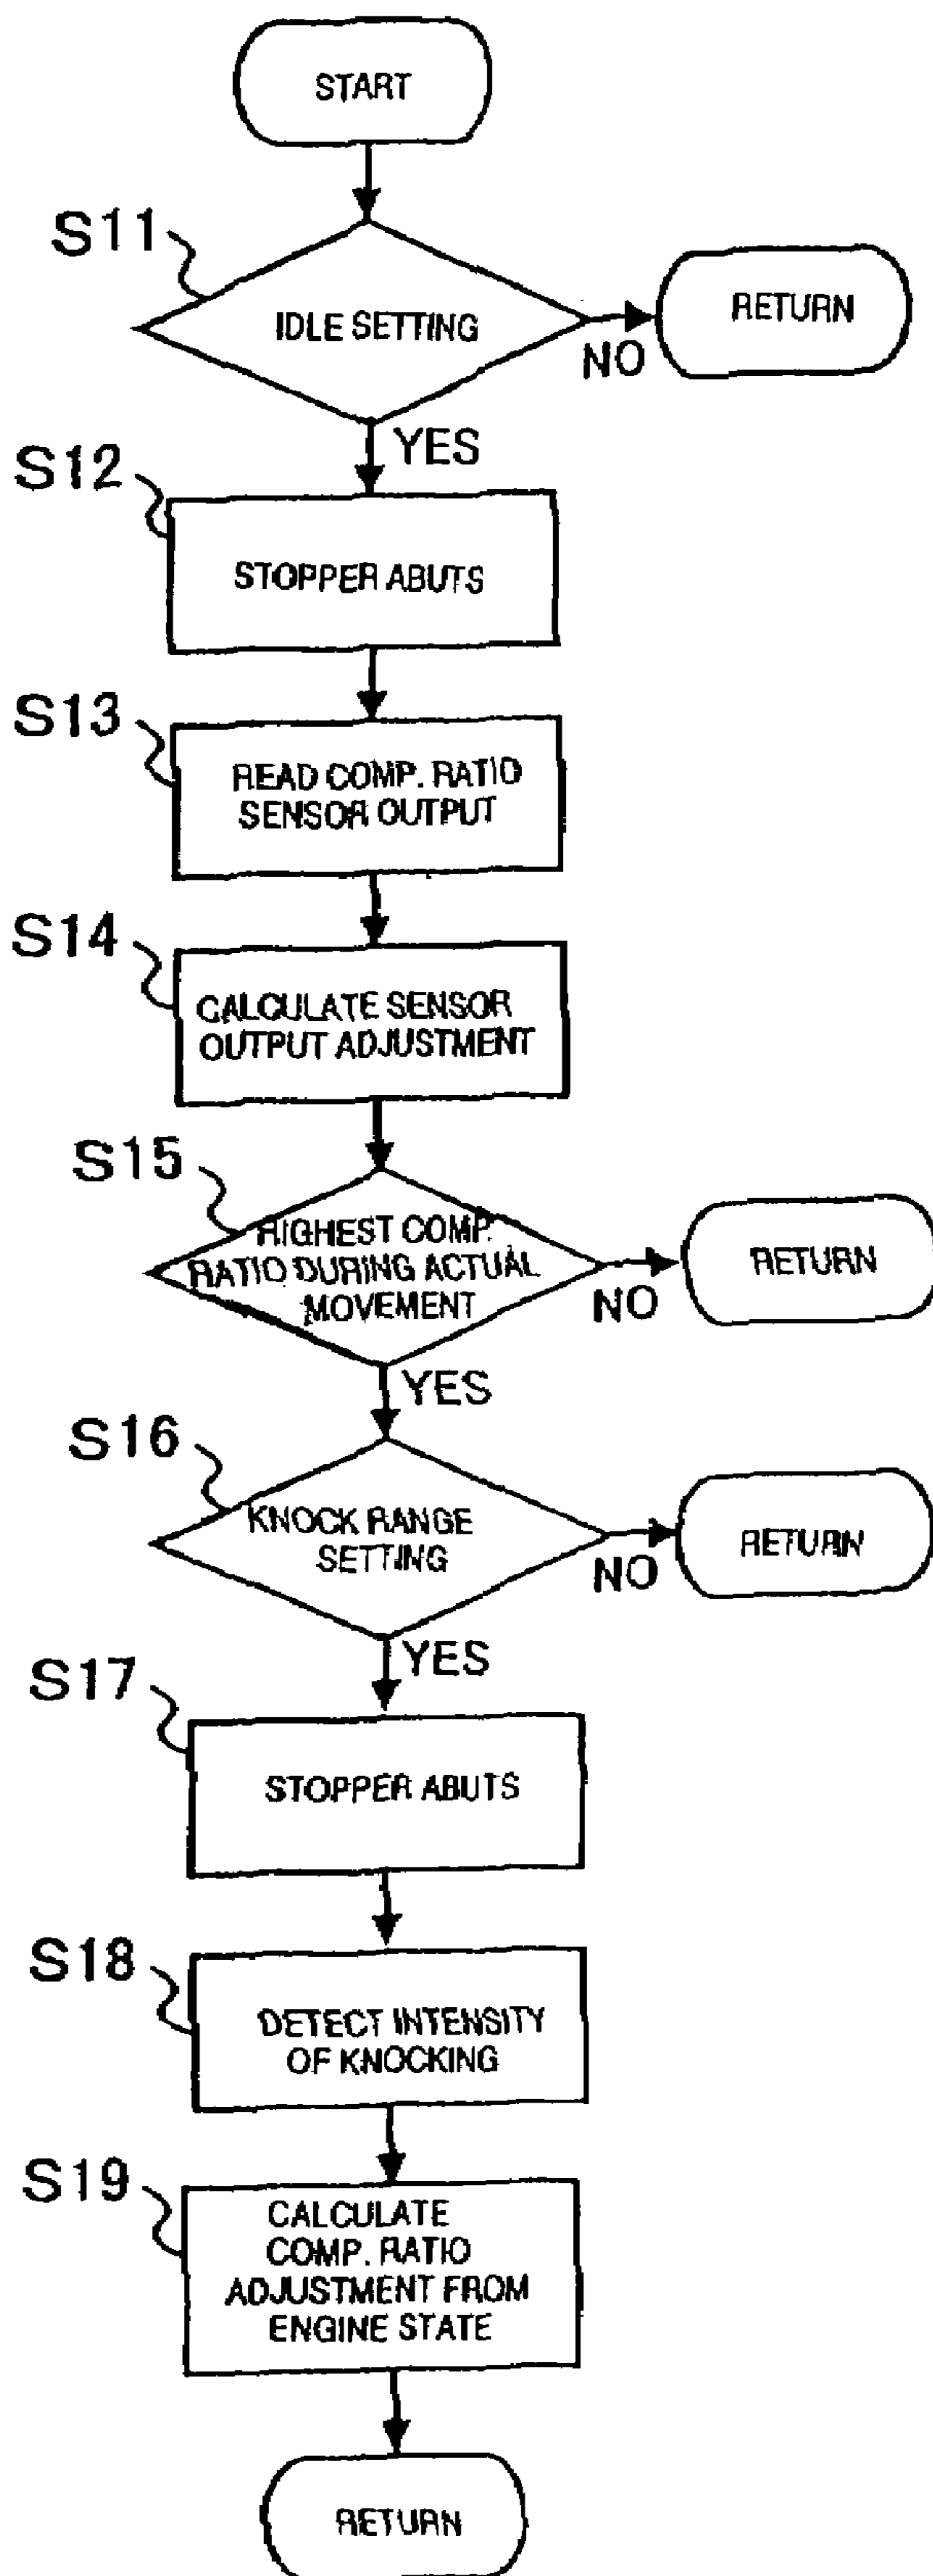 START
S11
IDLE SETTING
RETURN
NO
YES
S12
STOPPER ABUTS
S13
READ COMP. RATIO
SENSOR OUTPUT
S14
CALCULATE SENSOR
OUTPUT ADJUSTMENT
S15
HIGHEST COMP.
RATIO DURING ACTUAL
MOVEMENT
RETURN
NO
YES
S16
KNOCK RANGE
SETTING
RETURN
NO
YES
S17
STOPPER ABUTS
S18
DETECT INTENSITY
OF KNOCKING
S19
CALCULATE
COMP. RATIO
ADJUSTMENT FROM
ENGINE STATE
RETURN